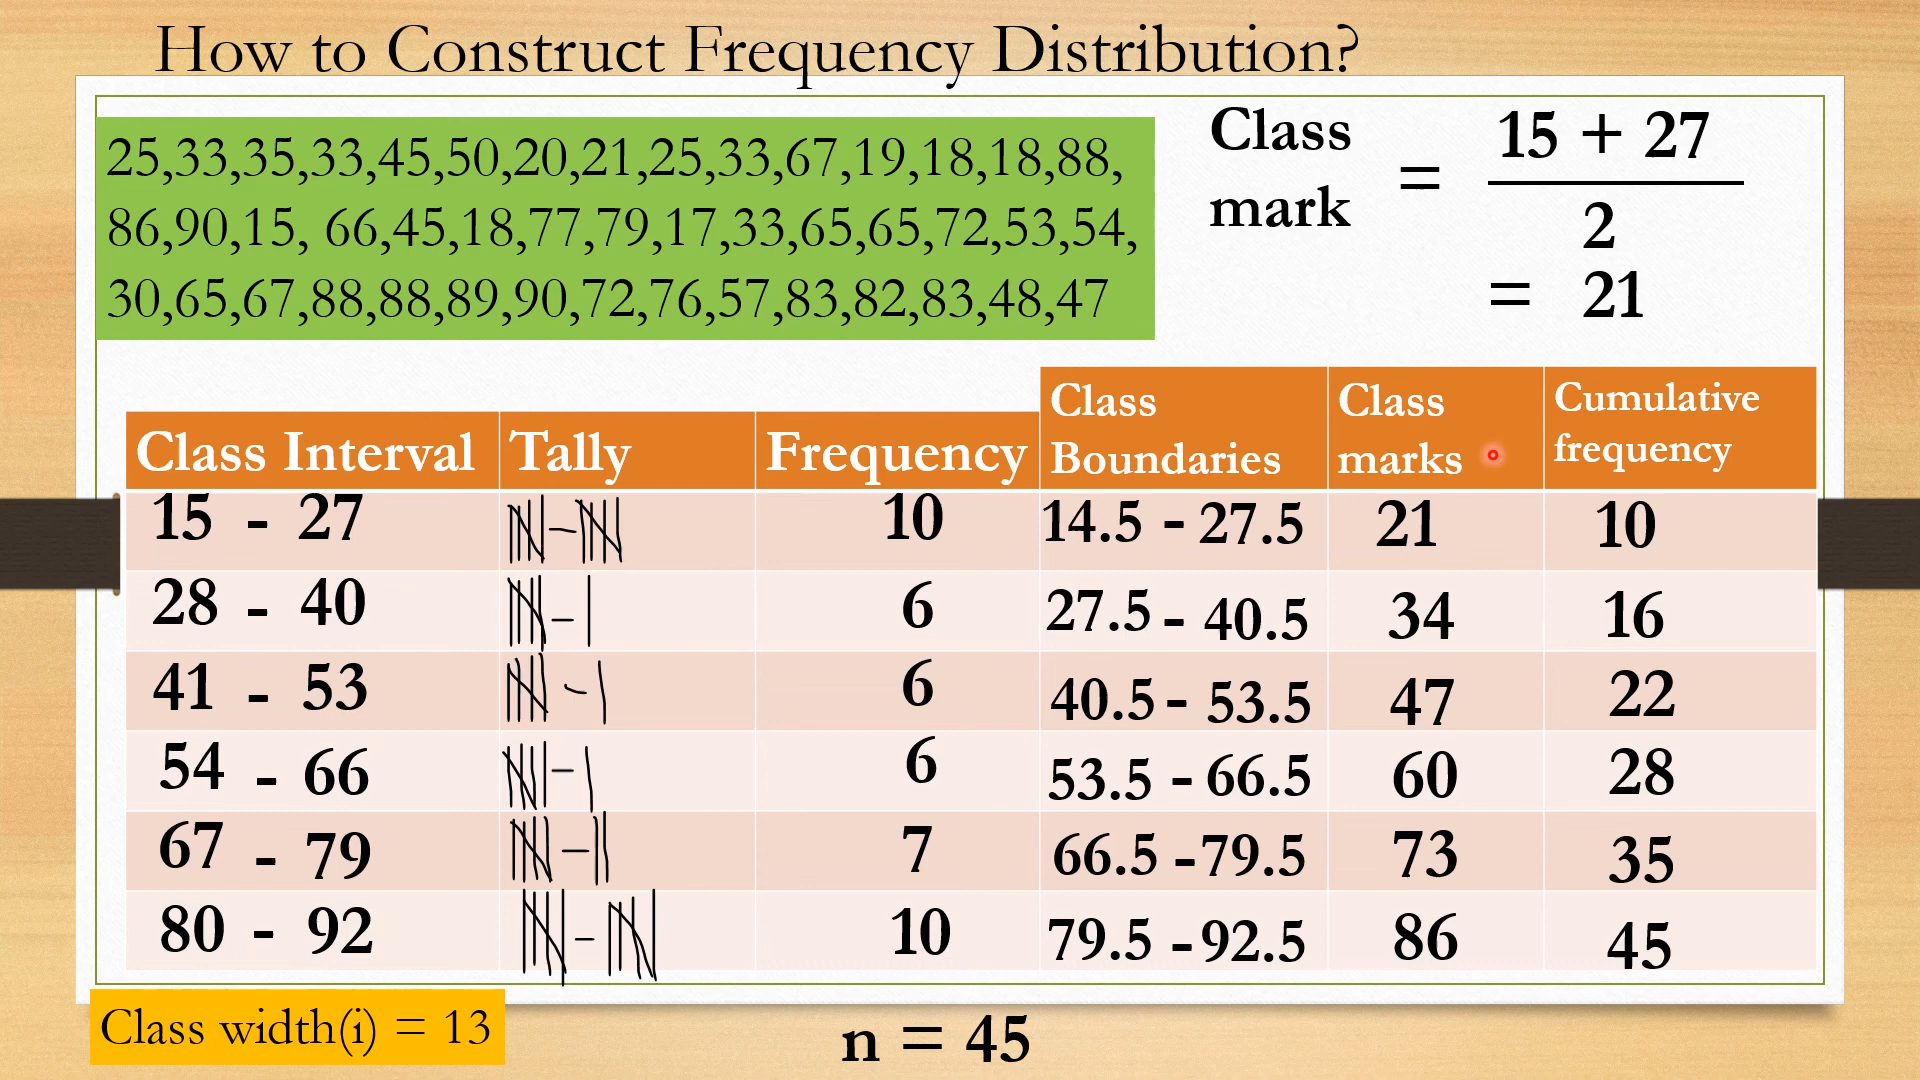 How to Construct Frequency Distribution?
25,33,35,33,45,50,20,21,25,33,67,19,18,18,88,
86,90,15, 66,45,18,77,79,17,33,65,65,72,53,54,
30,65,67,88,88,89,90,72,76,57,83,82,83,48,47
Class mark = 15 + 27
2
= 21
Class Interval Tally Frequency Class Boundaries Class marks Cumulative frequency
15 - 27 10 14.5 - 27.5 21 10
28 - 40 6 27.5 - 40.5 34 16
41 - 53 6 40.5 - 53.5 47 22
54 - 66 6 53.5 - 66.5 60 28
67 - 79 7 66.5 -79.5 73 35
80 - 92 10 79.5 -92.5 86 45
Class width(i) = 13
n = 45